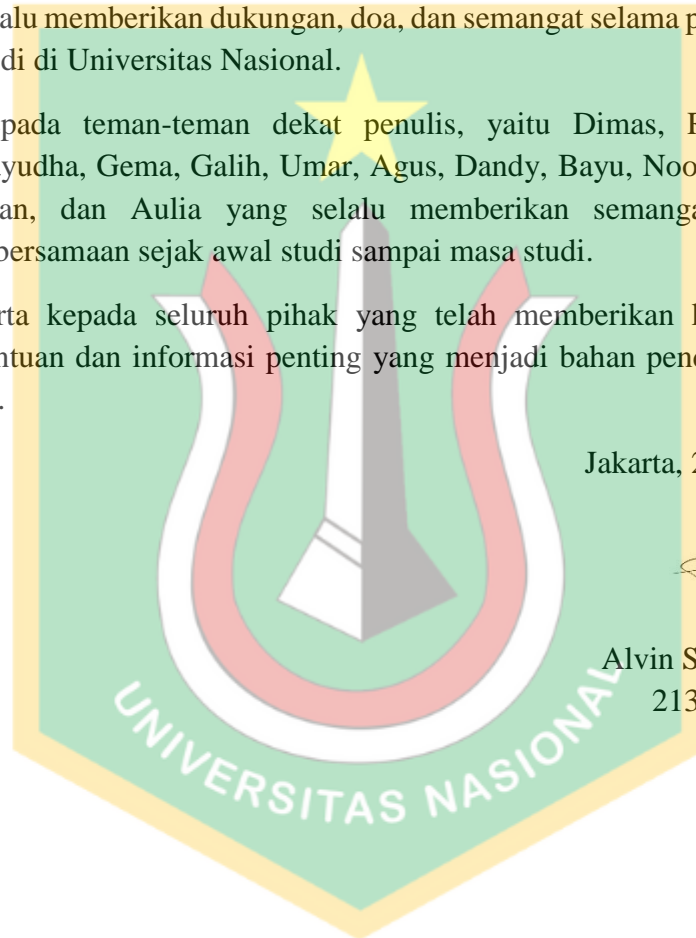 alu memberikan dukungan, doa, dan semangat selama p
di di Universitas Nasional.
pada teman-teman dekat penulis, yaitu Dimas,
yudha, Gema, Galih, Umar, Agus, Dandy, Bayu, Noo
an, dan Aulia yang selalu memberikan semanga
bersamaan sejak awal studi sampai masa studi.
rta kepada seluruh pihak yang telah memberikan
ntuan dan informasi penting yang menjadi bahan pen
.
Jakarta, 2
Alvin S
213
UNIVERSITAS NASIONAL